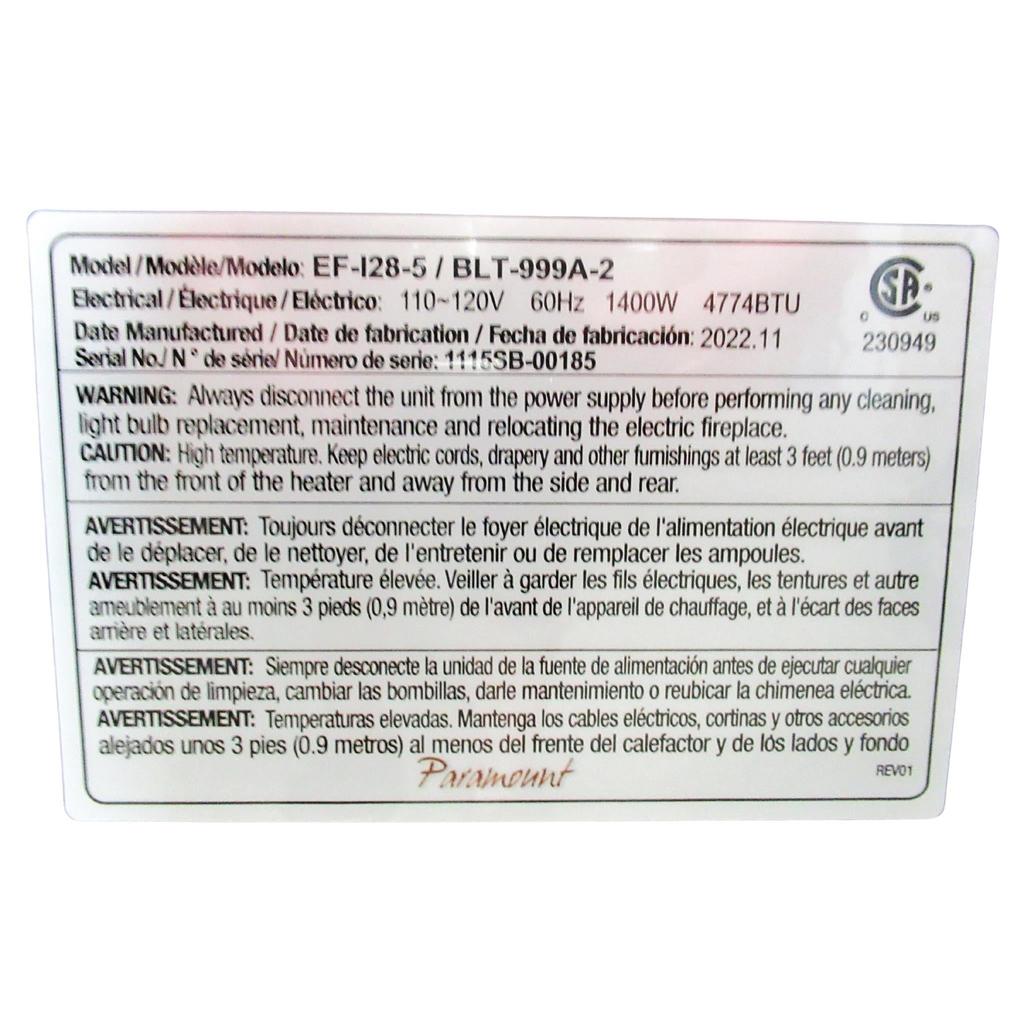 Model/Modèle/Modelo: EF-I28-5 / BLT-999A-2
Electrical/Électrique/Eléctrico: 110~120V 60Hz 1400W 4774BTU
Date Manufactured / Date de fabrication / Fecha de fabricación: 2022.11
Serial No./ N° de série/ Número de serie: 1115SB-00185
CSA®
C US
230949
WARNING: Always disconnect the unit from the power supply before performing any cleaning,
light bulb replacement, maintenance and relocating the electric fireplace.
CAUTION: High temperature. Keep electric cords, drapery and other furnishings at least 3 feet (0.9 meters)
from the front of the heater and away from the side and rear.
AVERTISSEMENT: Toujours déconnecter le foyer électrique de l'alimentation électrique avant
de le déplacer, de le nettoyer, de l'entretenir ou de remplacer les ampoules.
AVERTISSEMENT: Température élevée. Veiller à garder les fils électriques, les tentures et autre
ameublement à au moins 3 pieds (0,9 mètre) de l'avant de l'appareil de chauffage, et à l'écart des faces
arrière et latérales.
AVERTISSEMENT: Siempre desconecte la unidad de la fuente de alimentación antes de ejecutar cualquier
operación de limpieza, cambiar las bombillas, darle mantenimiento o reubicar la chimenea eléctrica.
AVERTISSEMENT: Temperaturas elevadas. Mantenga los cables eléctricos, cortinas y otros accesorios
alejados unos 3 pies (0.9 metros) al menos del frente del calefactor y de lós lados y fondo
Paramount
REV01